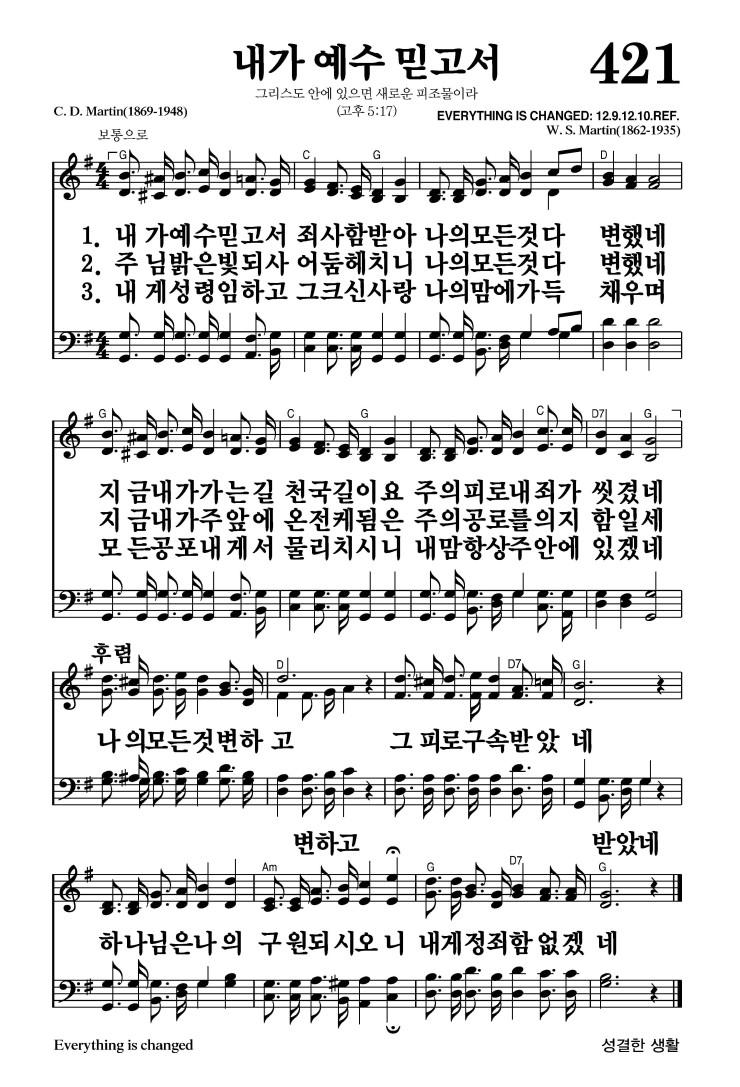 내가 예수 믿고서
421
그리스도 안에 있으면 새로운 피조물이라
C. D. Martin(1869-1948)
(고후 5:17)
EVERYTHING IS CHANGED: 12.9.12.10.REF.
보통으로
W. S. Martin(1862-1935)
G C G D
1. 내 가예수믿고서 죄사함받아 나의모든것다 변했네
2. 주 님밝은빛되사 어둠헤치니 나의모든것다 변했네
3. 내 게성령임하고 그크신사랑 나의맘에가득 채우며
G C G C D7 G
지 금내가가는길 천국길이요 주의피로내죄가 씻겼네
지 금내가주앞에 온전케됨은 주의공로를의지 함일세
모 든공포내게서 물리치시니 내맘항상주안에 있겠네
후렴
D D7 G
나 의모든것변하 고 그 피로구속받았 네
변하고 받았네
Am G D7 G
하나님은나의 구원되시오니 내게정죄함없겠 네
Everything is changed
성결한 생활